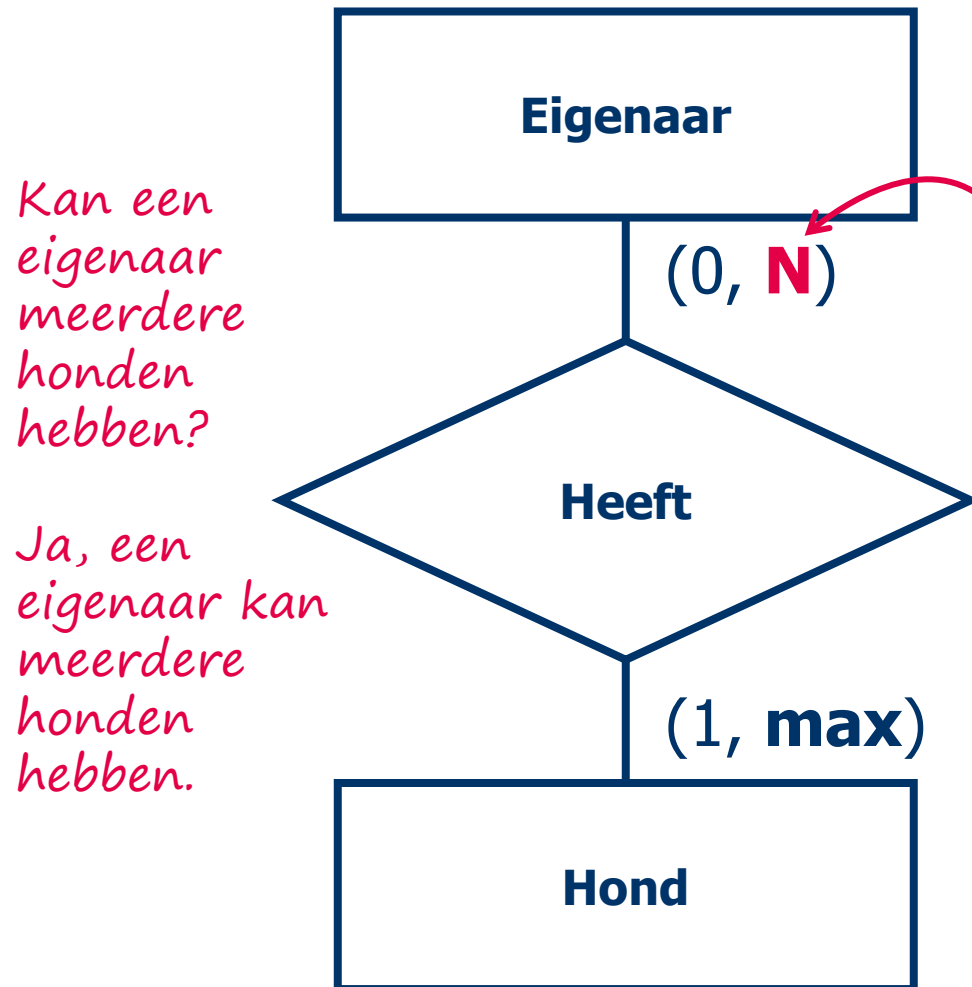 Eigenaar
Kan een
eigenaar
meerdere
honden
hebben?
(0, N)
Heeft
Ja, een
eigenaar kan
meerdere
honden
hebben.
(1, max)
Hond